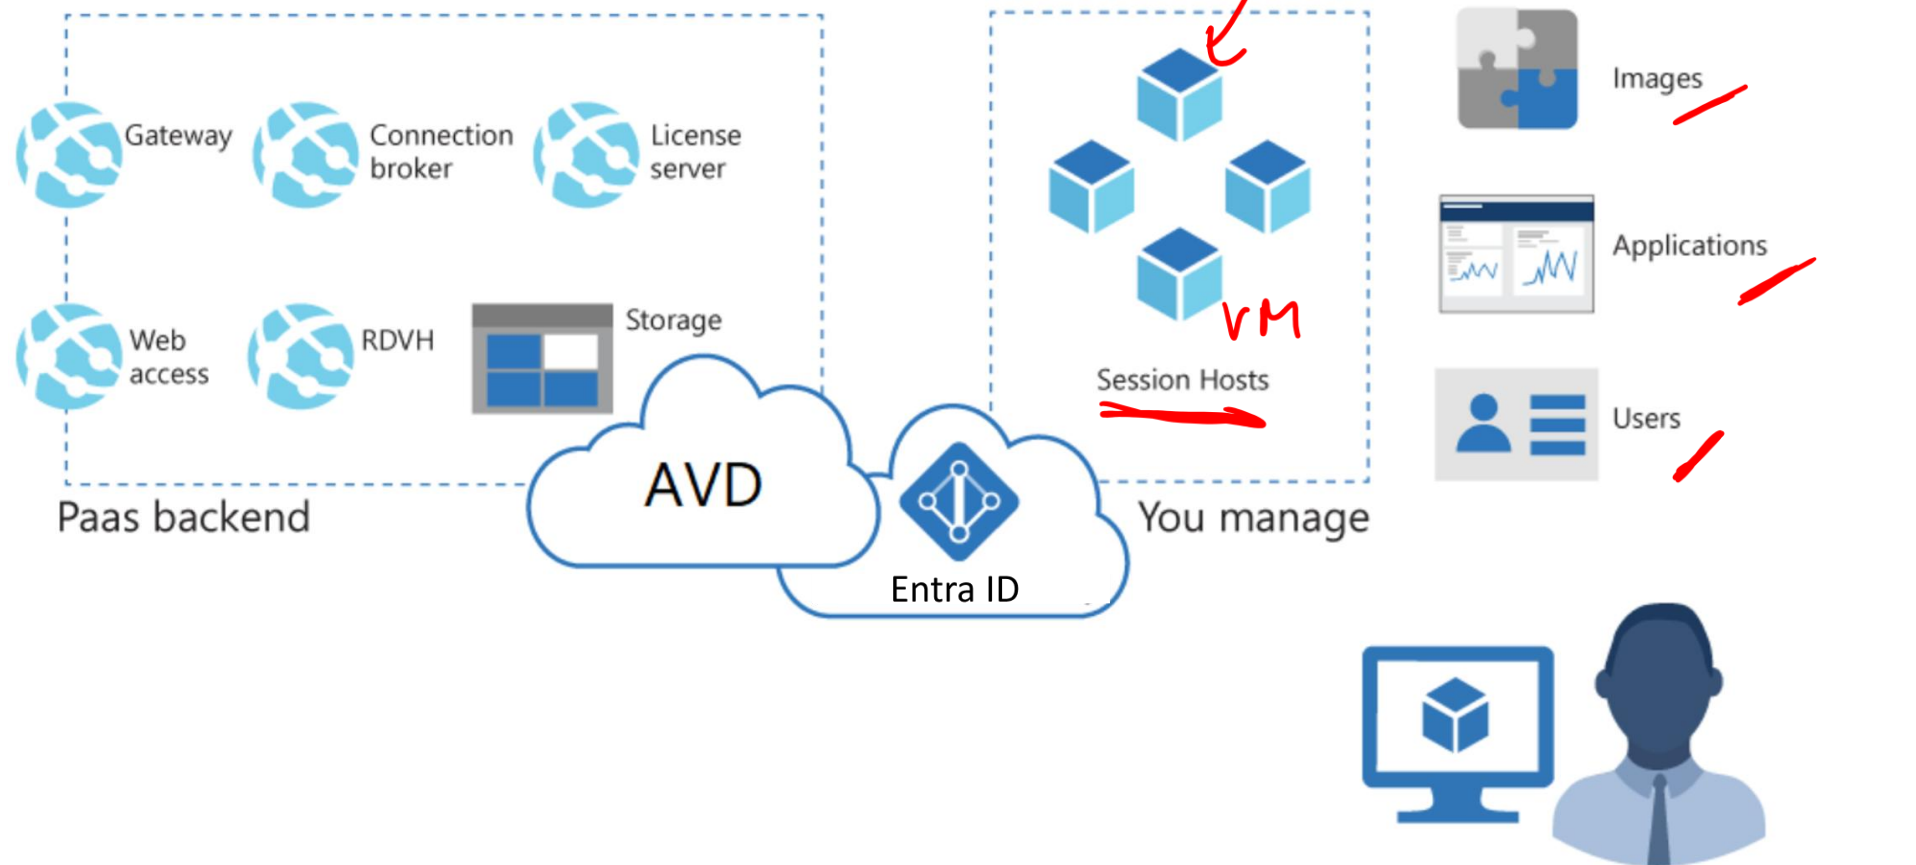 Gateway
Connection
broker
License
server
Web
access
RDVH
Storage
Paas backend
AVD
Entra ID
VM
Session Hosts
You manage
Images
Applications
Users